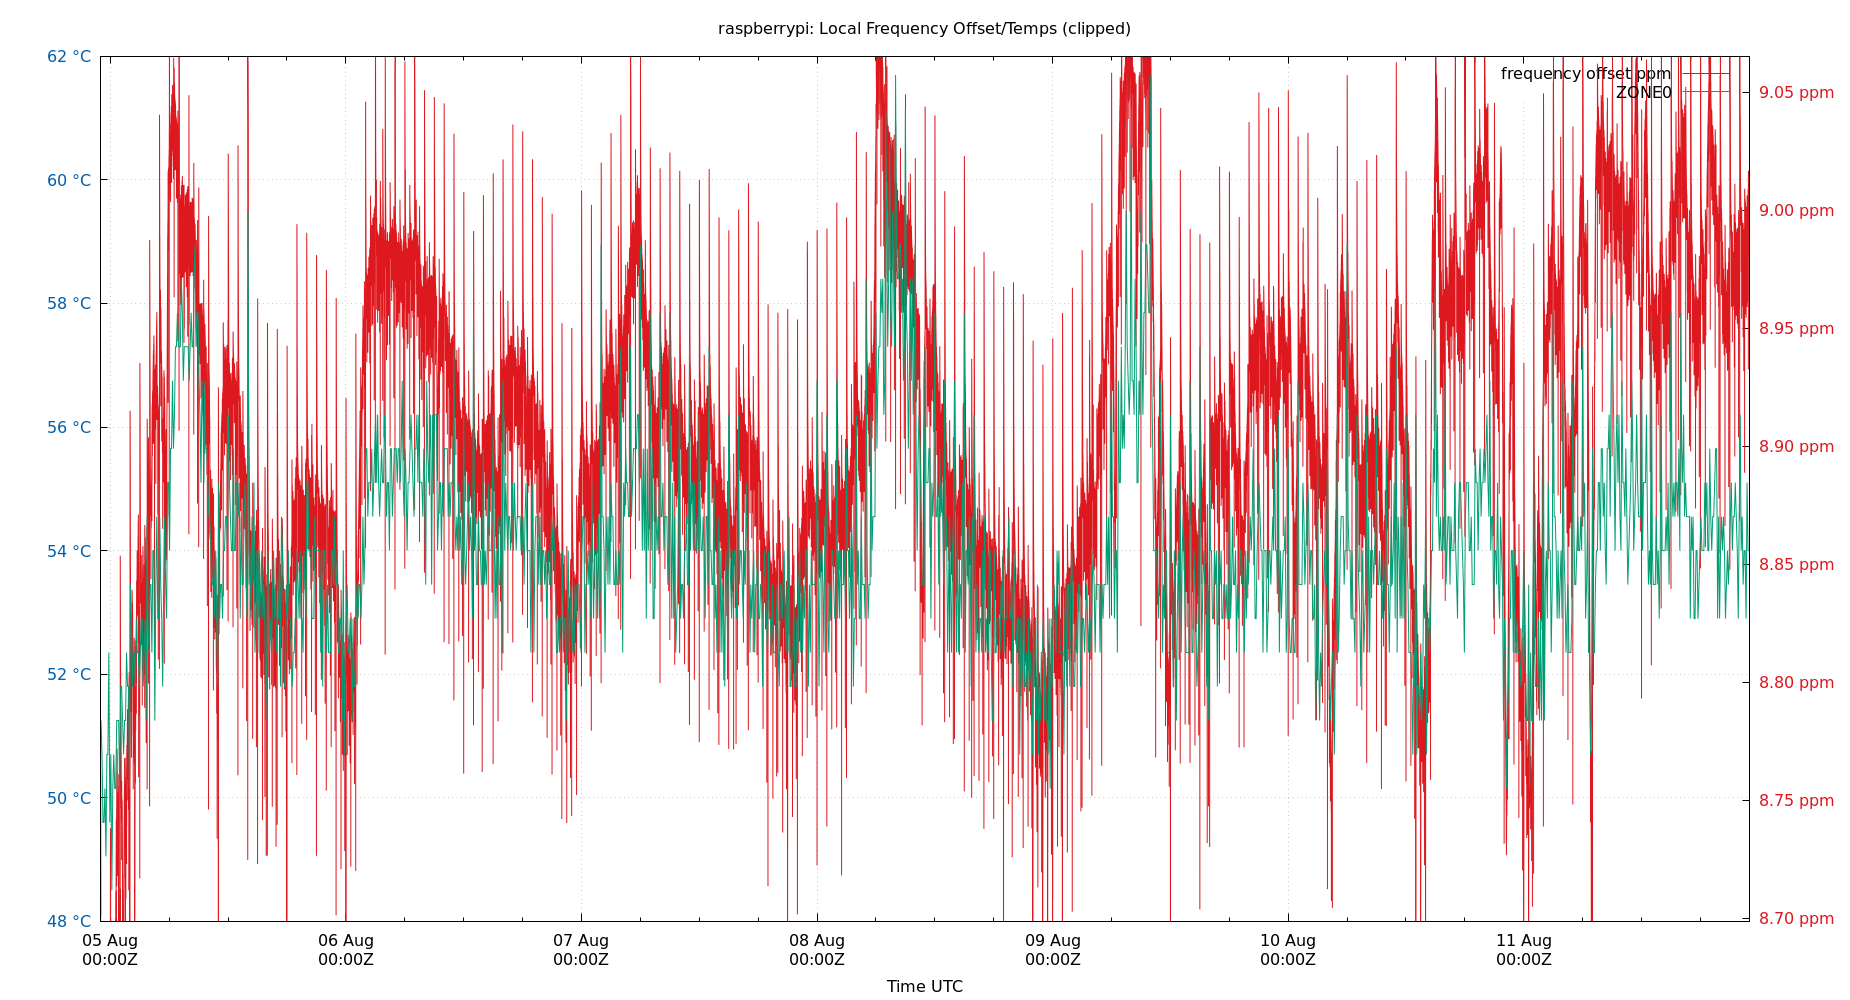 raspberrypi: Local Frequency Offset/Temps (clipped)
62 °C
frequency offset ppm
ZONE0
9.05 ppm
60 °C
9.00 ppm
58 °C
8.95 ppm
56 °C
8.90 ppm
54 °C
8.85 ppm
52 °C
8.80 ppm
50 °C
8.75 ppm
48 °C
8.70 ppm
05 Aug 06 Aug 07 Aug 08 Aug 09 Aug 10 Aug 11 Aug
00:00Z 00:00Z 00:00Z 00:00Z 00:00Z 00:00Z 00:00Z
Time UTC